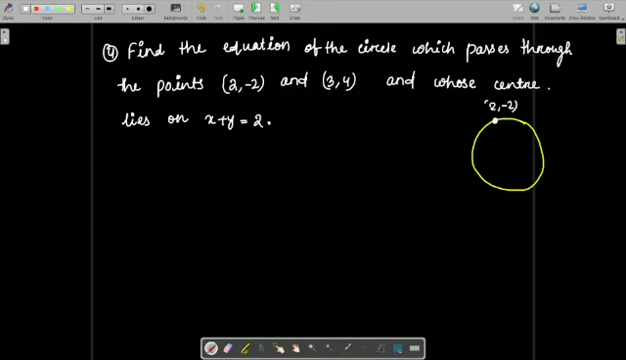 ④ Find the equation of the circle which passes through
the points (2,-2) and (3,4) and whose centre.
lies on x+y = 2.
(2,-2)